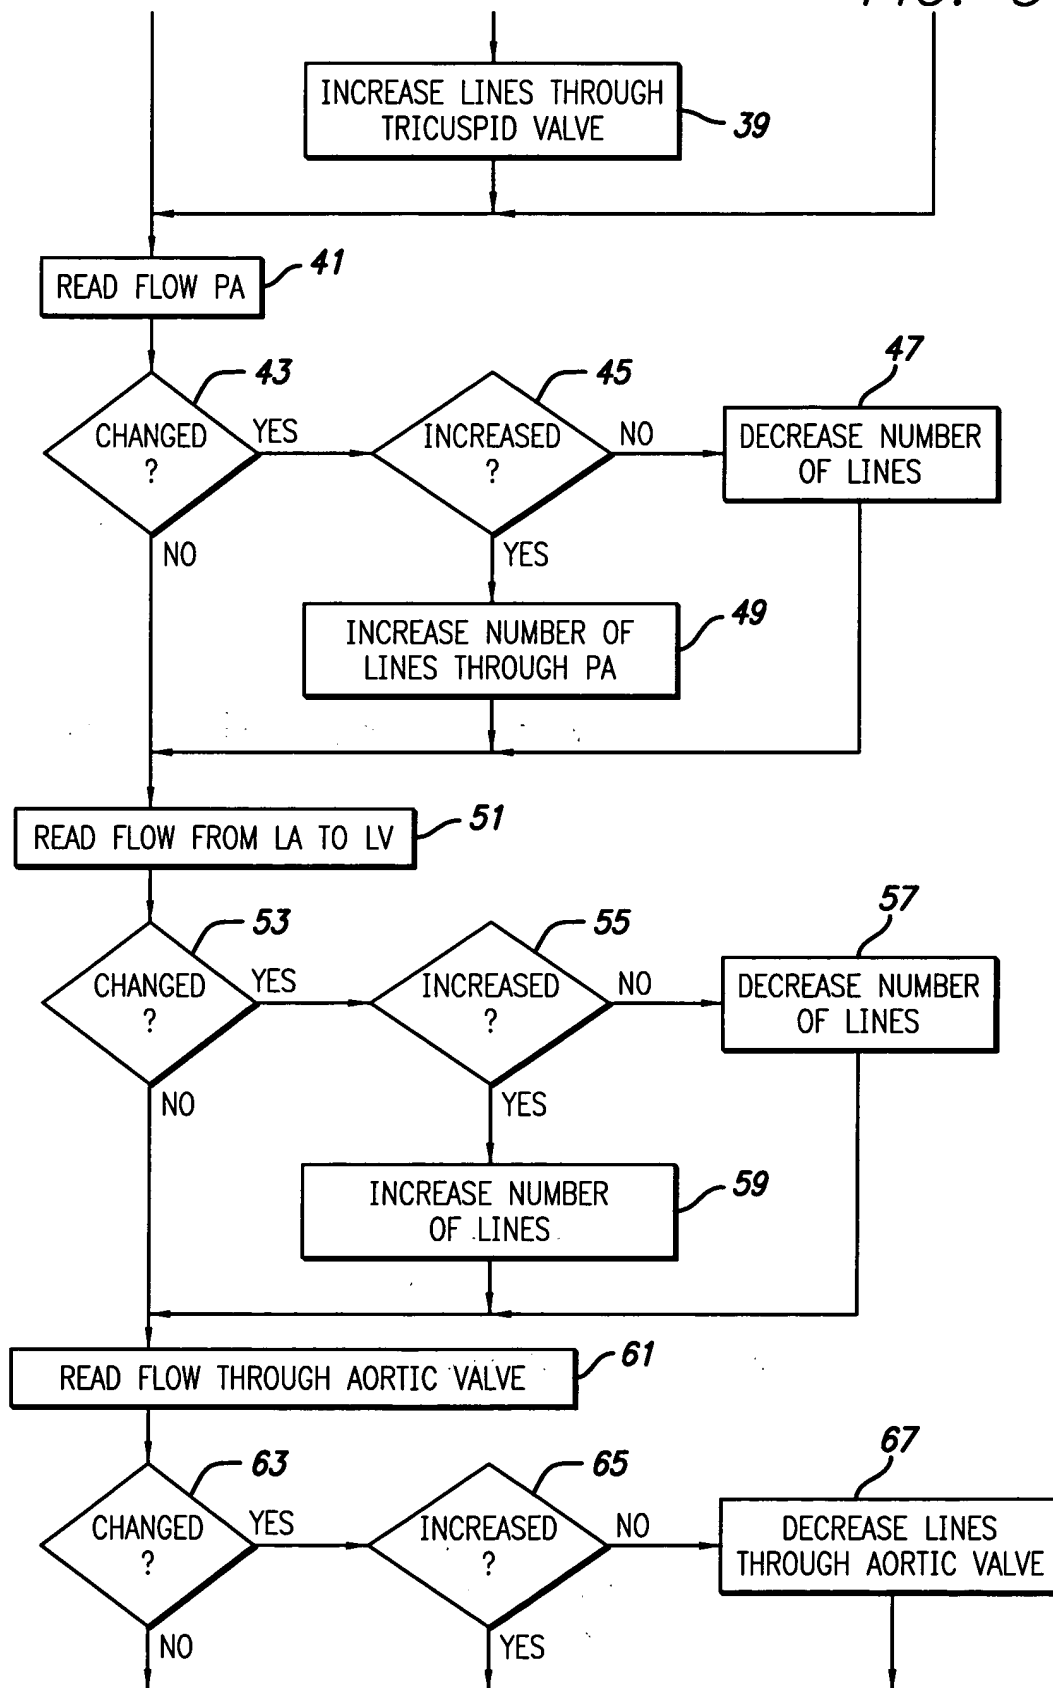 INCREASE LINES THROUGH
TRICUSPID VALVE
39
READ FLOW PA
41
CHANGED
?
43
YES
NO
INCREASED
?
45
NO
YES
DECREASE NUMBER
OF LINES
47
INCREASE NUMBER OF
LINES THROUGH PA
49
READ FLOW FROM LA TO LV
51
CHANGED
?
53
YES
NO
INCREASED
?
55
NO
YES
DECREASE NUMBER
OF LINES
57
INCREASE NUMBER
OF LINES
59
READ FLOW THROUGH AORTIC VALVE
61
CHANGED
?
63
YES
NO
INCREASED
?
65
NO
YES
DECREASE LINES
THROUGH AORTIC VALVE
67